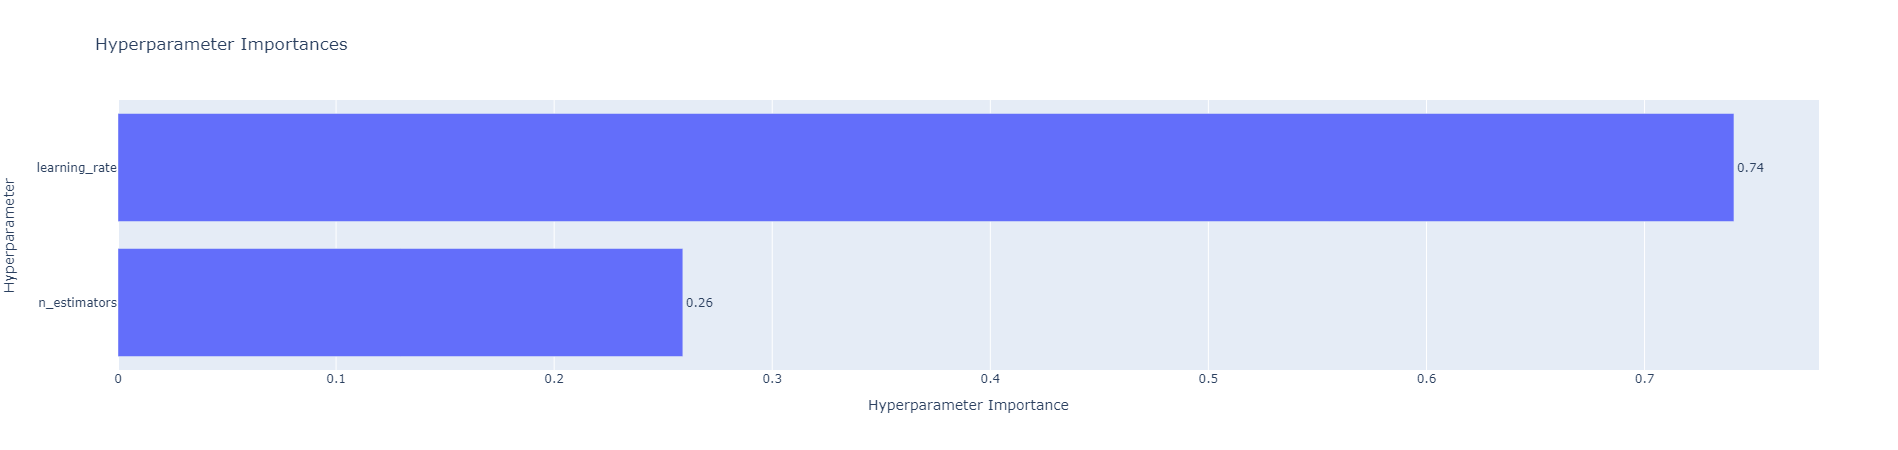 Hyperparameter Importances
Hyperparameter
learning_rate
0.74
n_estimators
0.26
0 0.1 0.2 0.3 0.4 0.5 0.6 0.7
Hyperparameter Importance